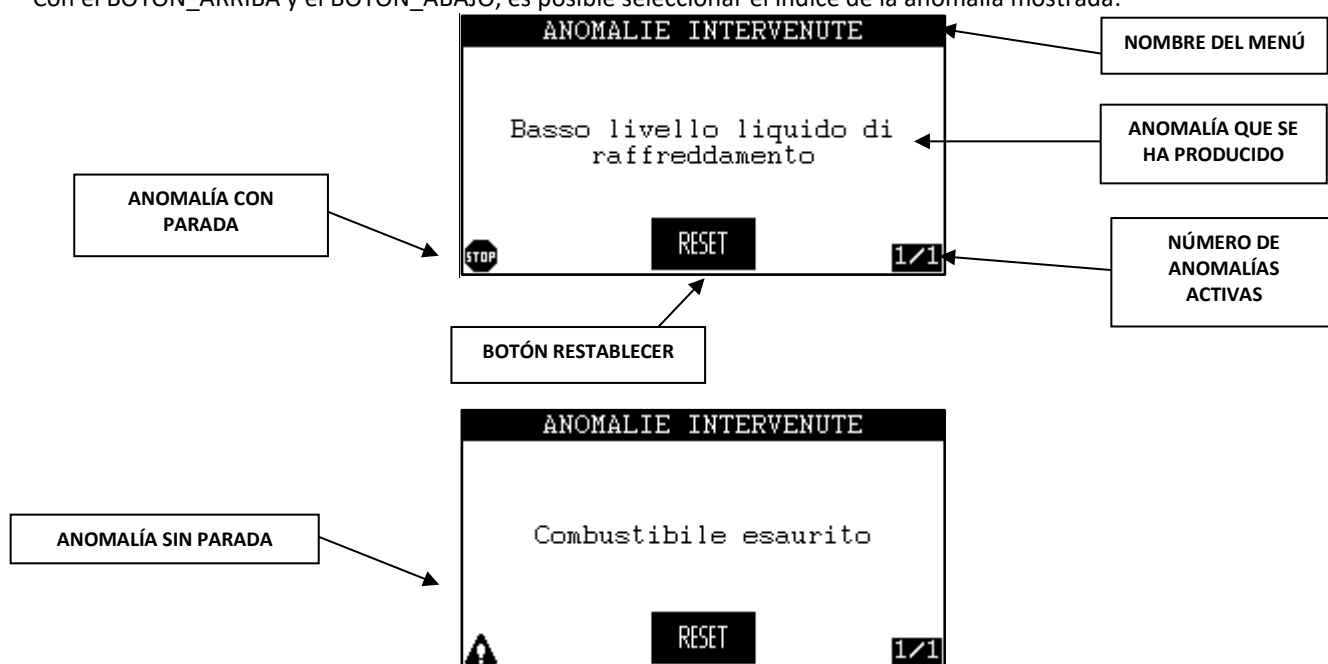 Con el BOTÓN_ARRIBA y el BOTÓN_ABAJO, es posible seleccionar el índice de la anomalía mostrada.
ANOMALIE INTERVENUTE
NOMBRE DEL MENÚ
Basso livello liquido di
raffreddamento
ANOMALÍA QUE SE
HA PRODUCIDO
ANOMALÍA CON
PARADA
STOP
RESET
1/1
NÚMERO DE
ANOMALÍAS
ACTIVAS
BOTÓN RESTABLECER
ANOMALIE INTERVENUTE
Combustibile esaurito
ANOMALÍA SIN PARADA
RESET
1/1